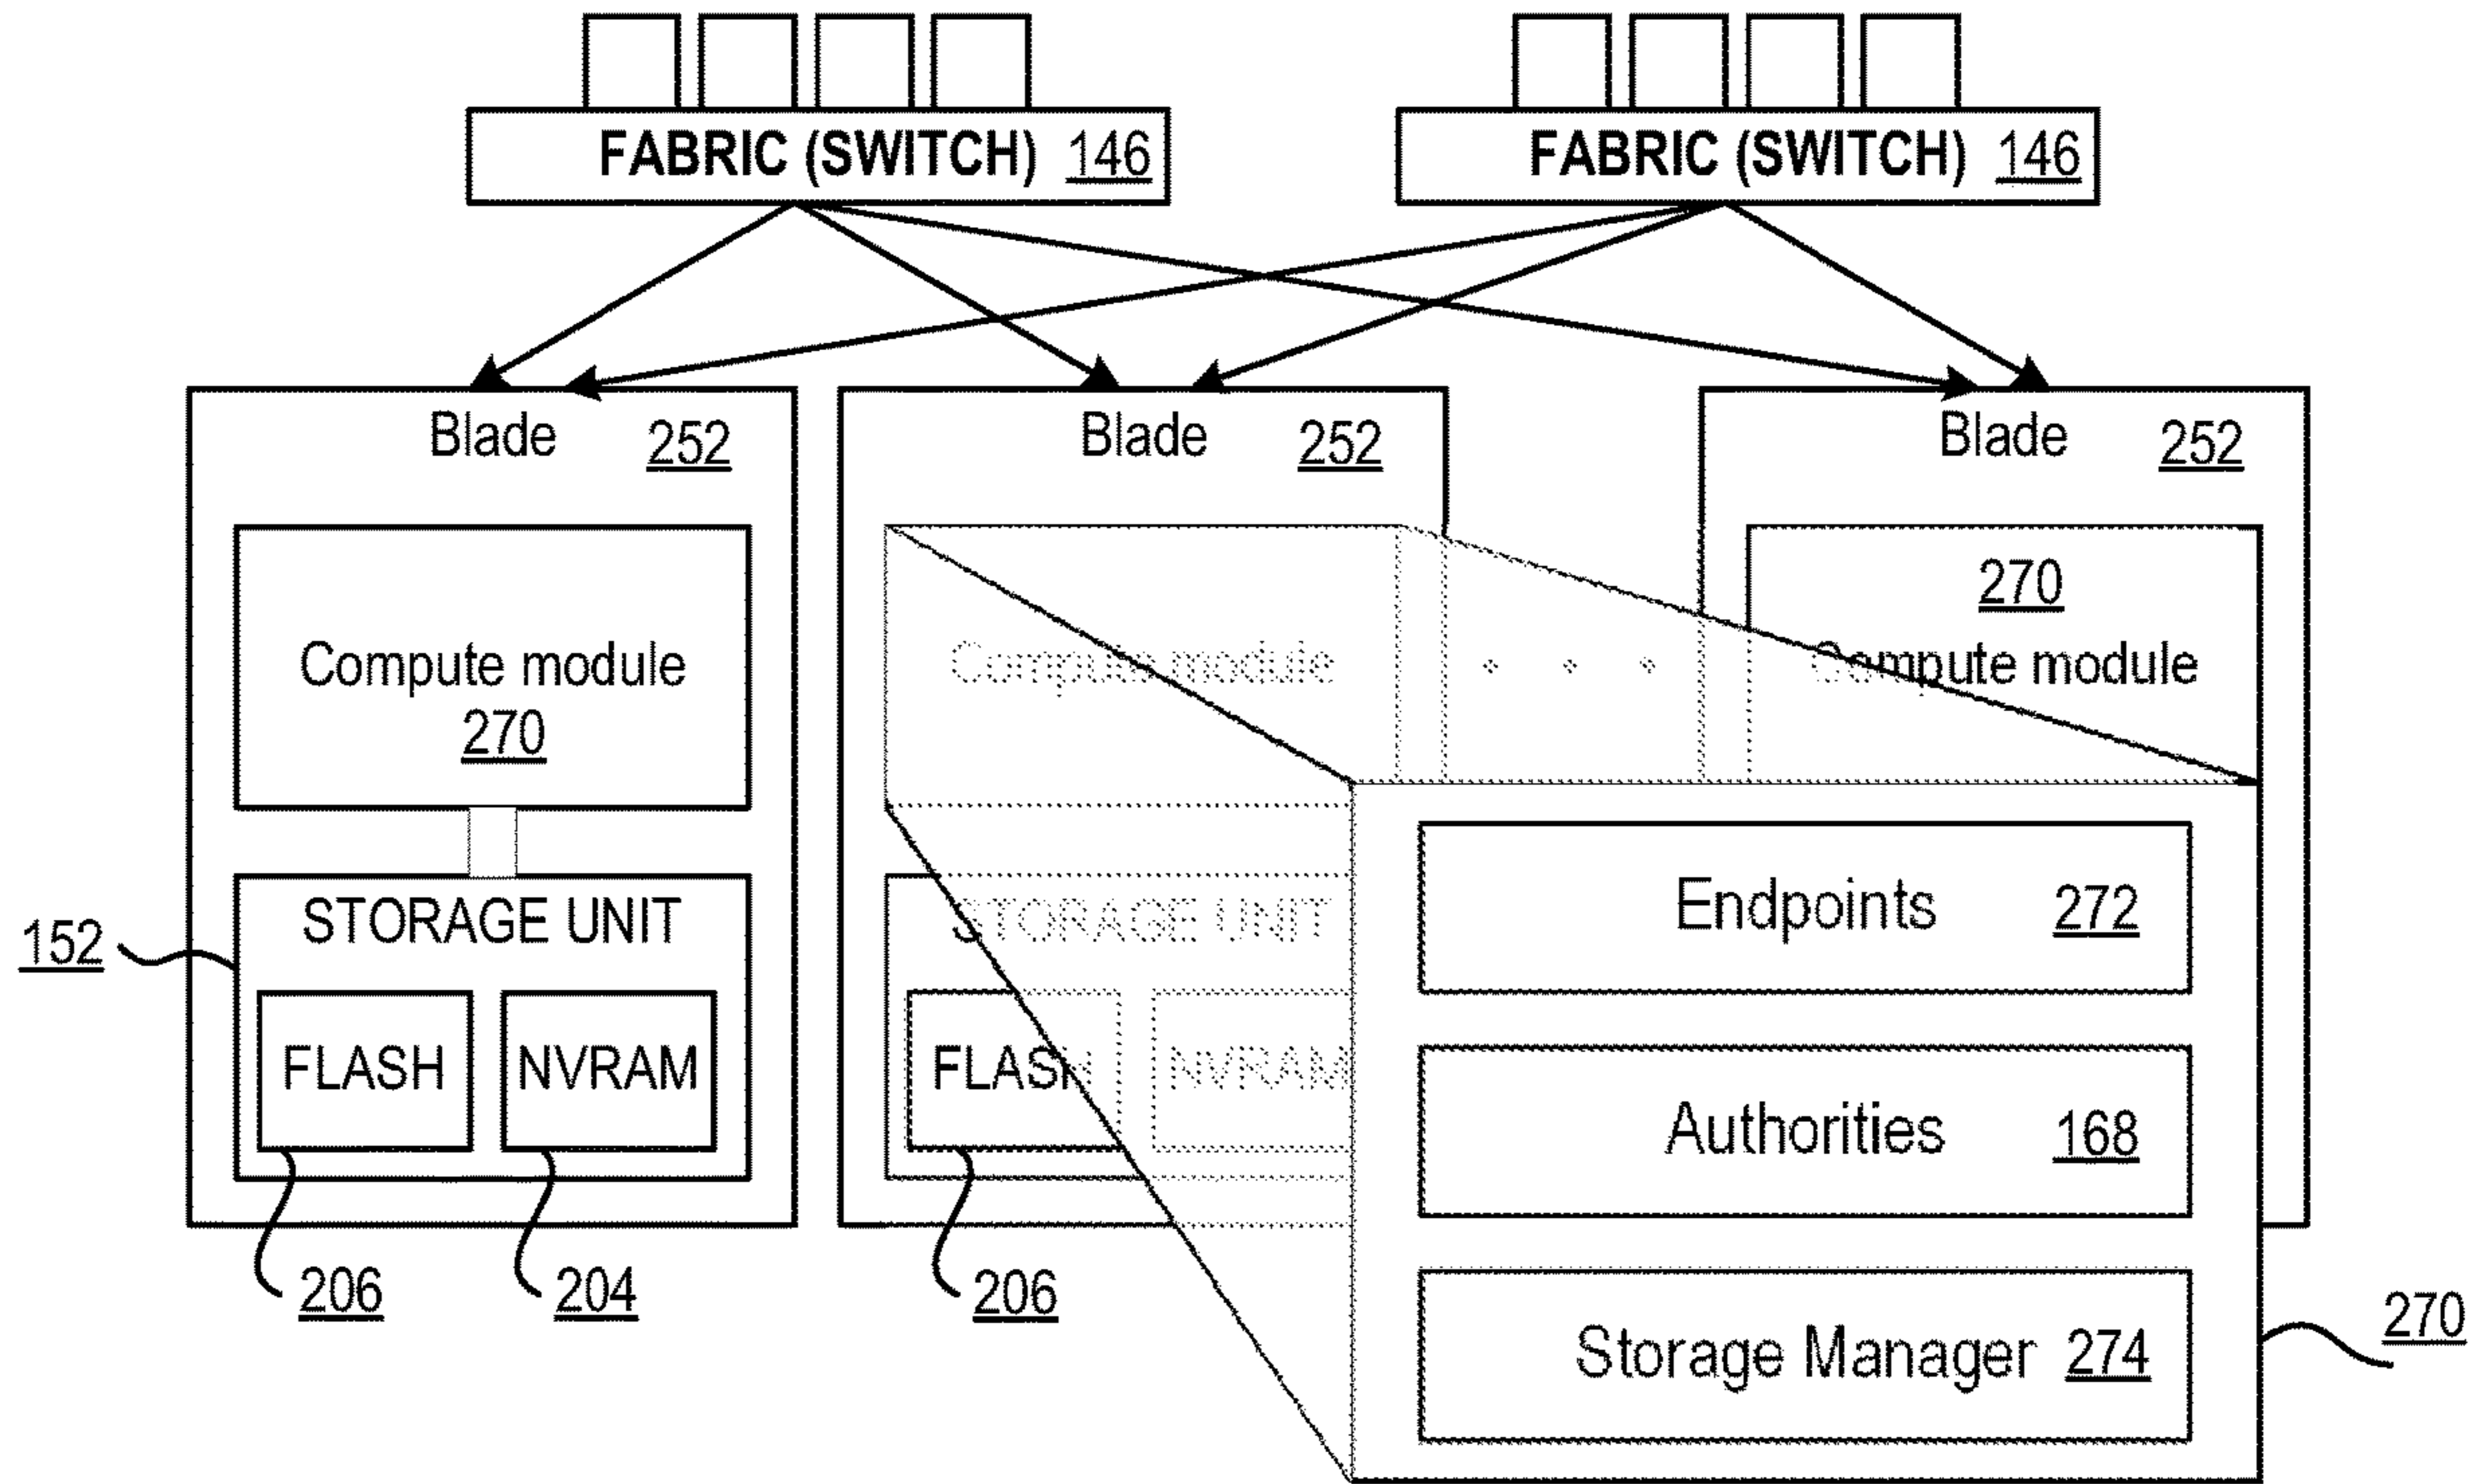 FABRIC (SWITCH) 146
FABRIC (SWITCH) 146
Blade 252
Blade 252
Blade 252
270
Compute module
Compute module
270
Compute module
STORAGE UNIT
STORAGE UNIT
152
FLASH
NVRAM
FLASH
NVRAM
206
204
206
Endpoints 272
Authorities 168
Storage Manager 274
270